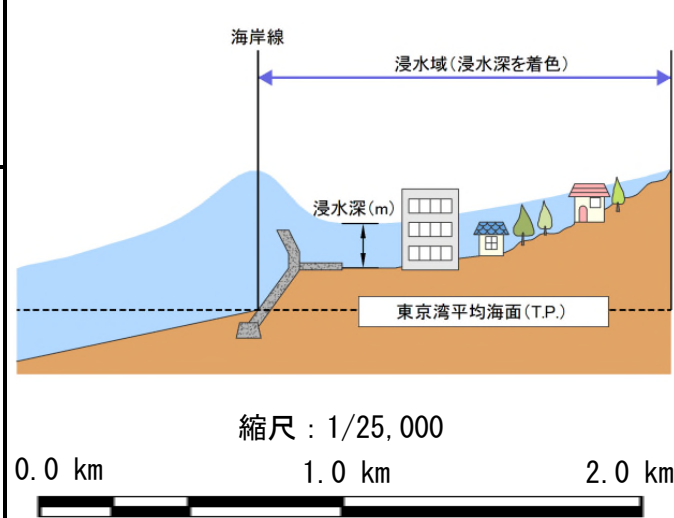 海岸線
浸水域(浸水深を着色)
浸水深(m)
東京湾平均海面(T.P.)
縮尺：1/25,000
0.0 km 1.0 km 2.0 km